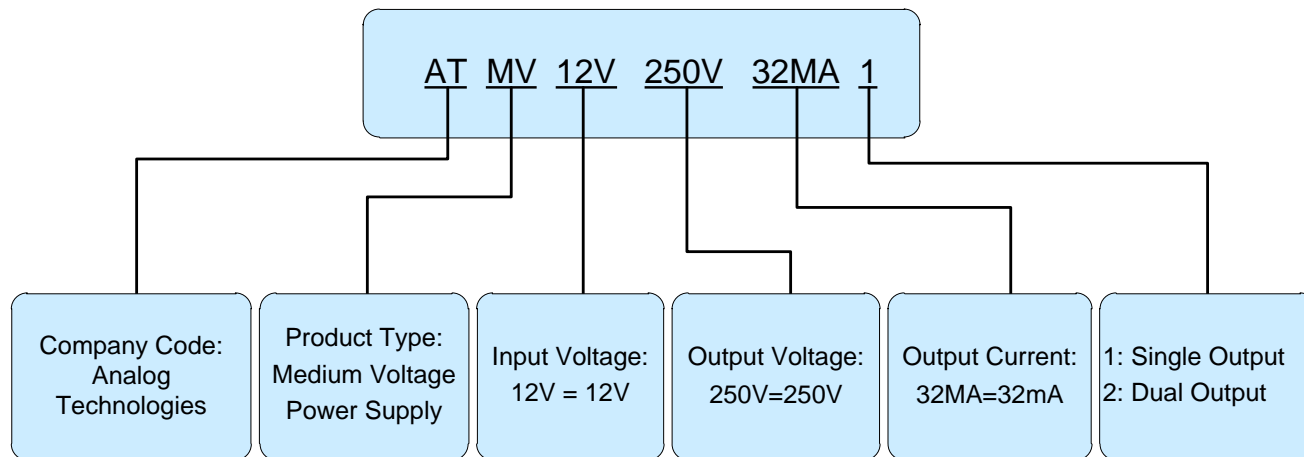 AT MV 12V 250V 32MA 1
Company Code:
Analog
Technologies
Product Type:
Medium Voltage
Power Supply
Input Voltage:
12V = 12V
Output Voltage:
250V=250V
Output Current:
32MA=32mA
1: Single Output
2: Dual Output